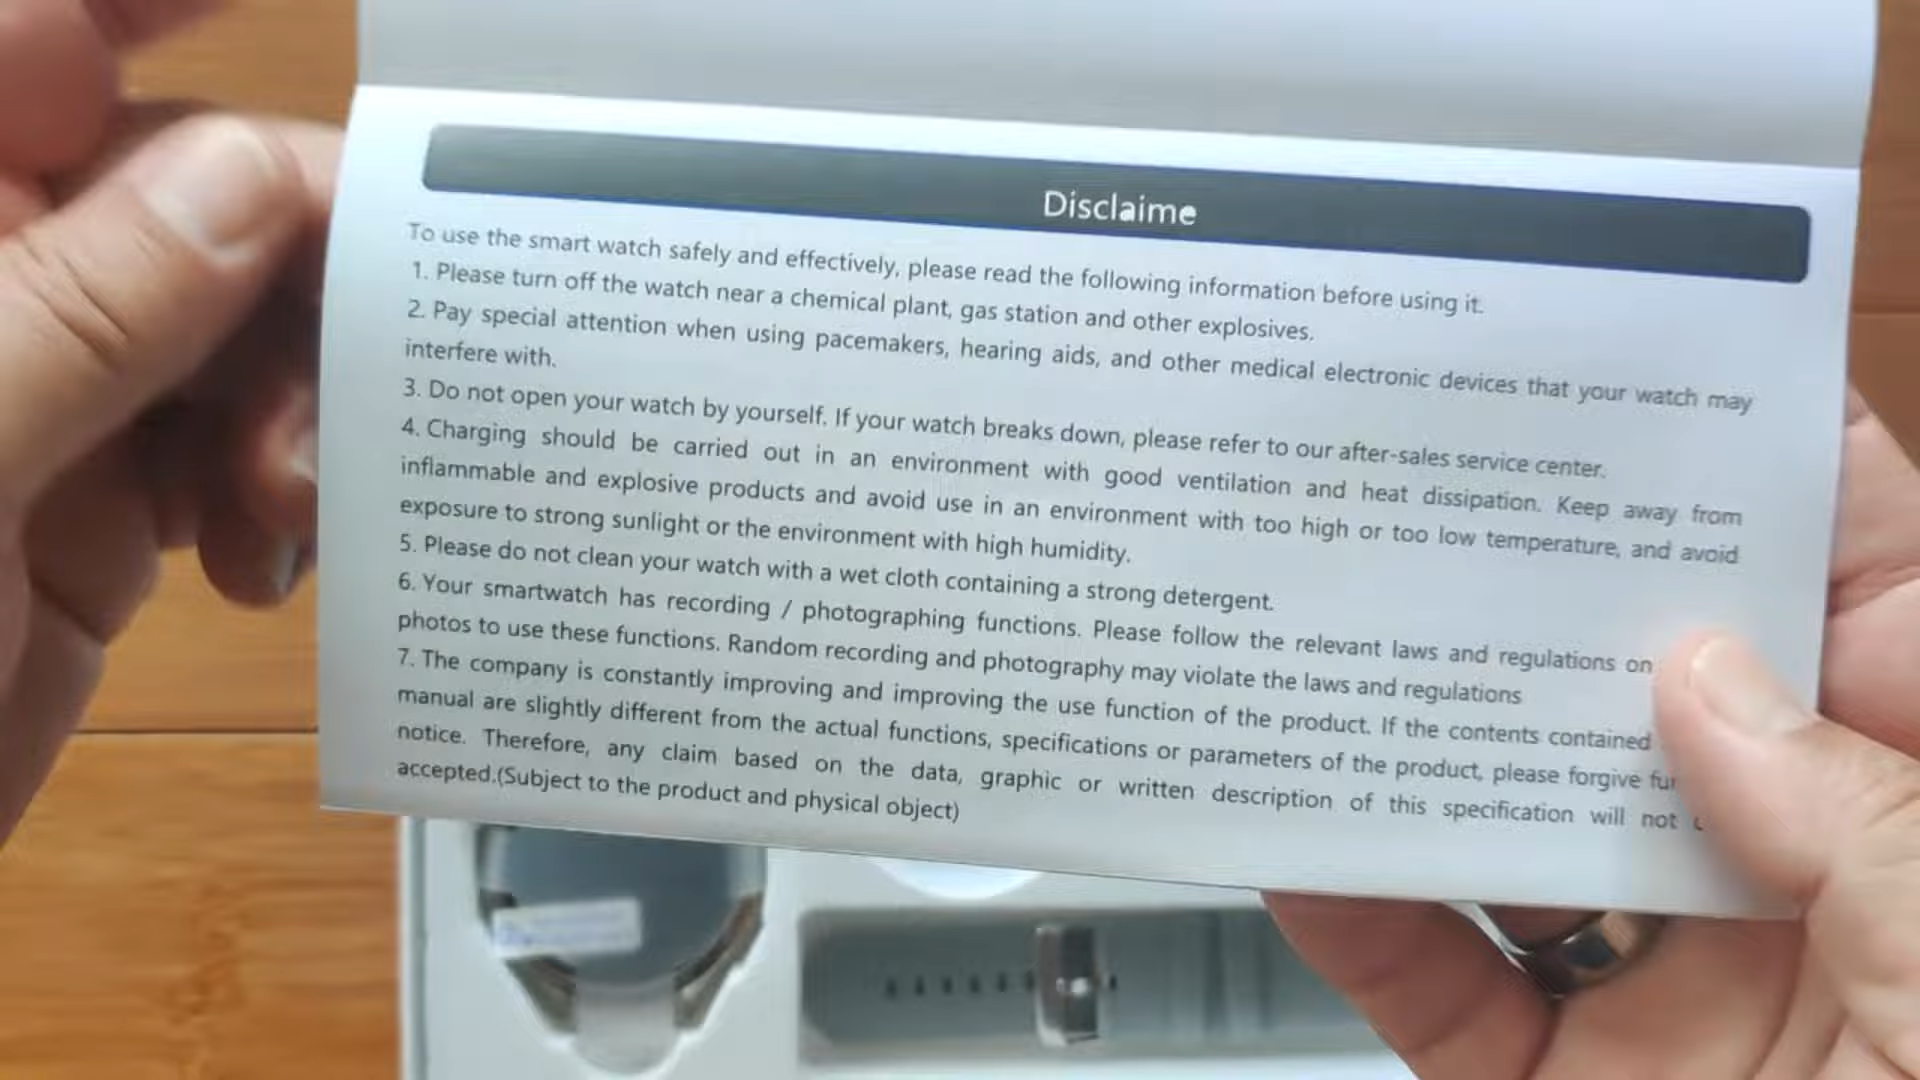 Disclaime
To use the smart watch safely and effectively, please read the following information before using it.
1. Please turn off the watch near a chemical plant, gas station and other explosives.
2. Pay special attention when using pacemakers, hearing aids, and other medical electronic devices that your watch may
interfere with.
3. Do not open your watch by yourself. If your watch breaks down, please refer to our after-sales service center.
4. Charging should be carried out in an environment with good ventilation and heat dissipation. Keep away from
inflammable and explosive products and avoid use in an environment with too high or too low temperature, and avoid
exposure to strong sunlight or the environment with high humidity.
5. Please do not clean your watch with a wet cloth containing a strong detergent.
6. Your smartwatch has recording / photographing functions. Please follow the relevant laws and regulations on
photos to use these functions. Random recording and photography may violate the laws and regulations
7. The company is constantly improving and improving the use function of the product. If the contents contained
manual are slightly different from the actual functions, specifications or parameters of the product, please forgive
notice. Therefore, any claim based on the data, graphic or written description of this specification will not
accepted.(Subject to the product and physical object)